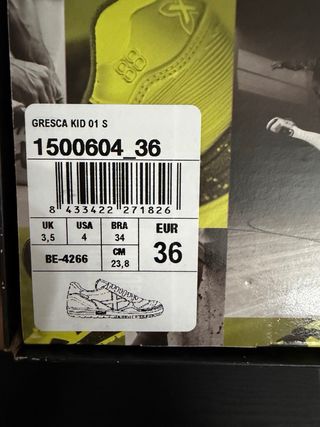 GRESCA KID 01 S
1500604_36
8 433422 271826
UK USA BRA EUR
3,5 4 34 36
BE-4266 CM
23,8